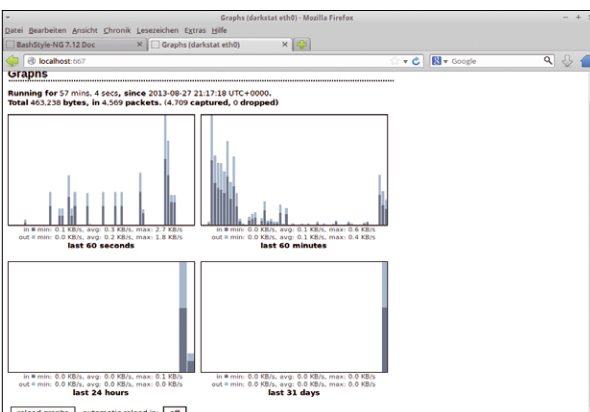 Graphs (darkstat eth0) - Mozilla Firefox
Datei Bearbeiten Ansicht Chronik Lesezeichen Extras Hilfe
BashStyle-NG 7.12 Doc
Graphs (darkstat eth0)
localhost:667
Google
Graphs
Running for 57 mins, 4 secs, since 2013-08-27 21:17:18 UTC+0000.
Total 463,238 bytes, in 4,569 packets. (4,709 captured, 0 dropped)
in min: 0.1 KB/s, avg: 0.3 KB/s, max: 2.7 KB/s
out min: 0.0 KB/s, avg: 0.2 KB/s, max: 1.8 KB/s
last 60 seconds
in min: 0.0 KB/s, avg: 0.1 KB/s, max: 0.6 KB/s
out min: 0.0 KB/s, avg: 0.1 KB/s, max: 0.4 KB/s
last 60 minutes
in min: 0.0 KB/s, avg: 0.0 KB/s, max: 0.1 KB/s
out min: 0.0 KB/s, avg: 0.0 KB/s, max: 0.0 KB/s
last 24 hours
in min: 0.0 KB/s, avg: 0.0 KB/s, max: 0.0 KB/s
out min: 0.0 KB/s, avg: 0.0 KB/s, max: 0.0 KB/s
last 31 days
reload graphs automatic reload is: off